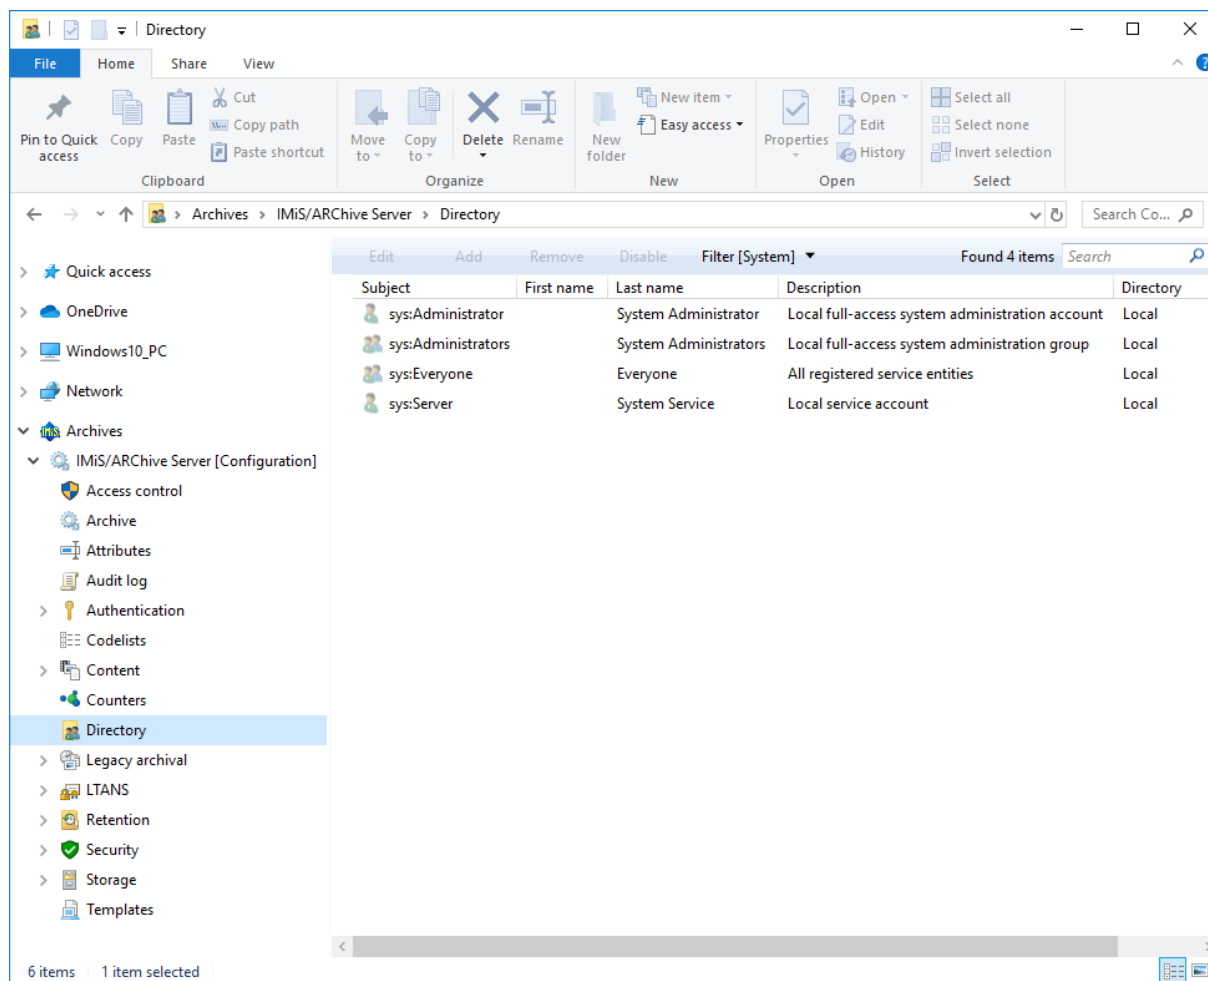 Directory
File Home Share View
Pin to Quick access
Copy
Paste
Cut
Copy path
Paste shortcut
Clipboard
Move to
Copy to
Delete
Rename
Organize
New folder
New item
Easy access
New
Properties
Open
Edit
History
Open
Select all
Select none
Invert selection
Select
Archives > IMiS/ARChive Server > Directory
Search Co...
Quick access
OneDrive
Windows10_PC
Network
Archives
IMiS/ARChive Server [Configuration]
Access control
Archive
Attributes
Audit log
Authentication
Codelists
Content
Counters
Directory
Legacy archival
LTANS
Retention
Security
Storage
Templates
Edit Add Remove Disable Filter [System] Found 4 items Search
Subject First name Last name Description Directory
sys:Administrator System Administrator Local full-access system administration account Local
sys:Administrators System Administrators Local full-access system administration group Local
sys:Everyone Everyone All registered service entities Local
sys:Server System Service Local service account Local
6 items 1 item selected